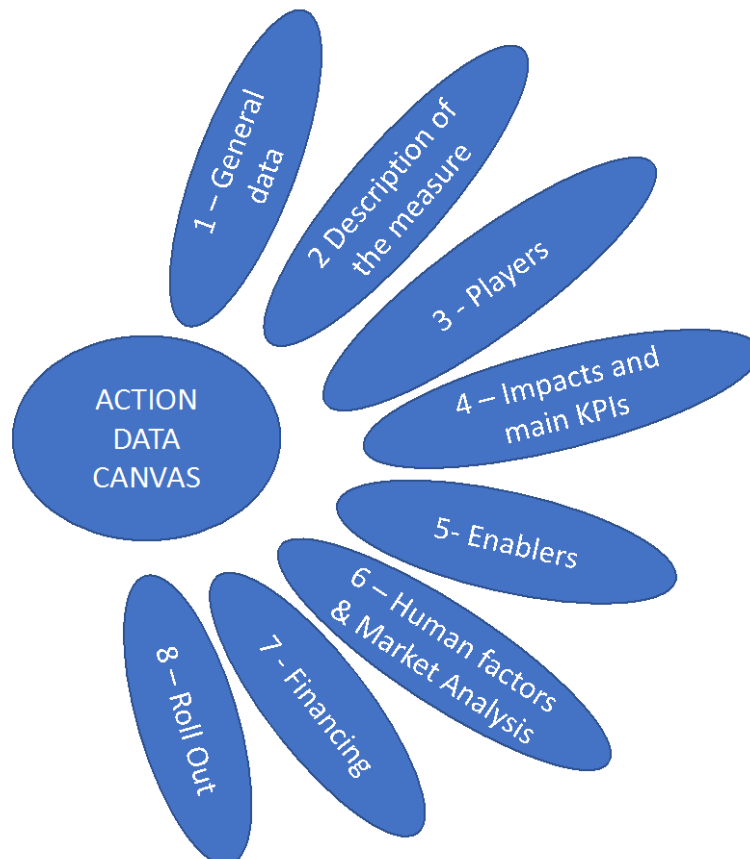 1 – General
data
2 Description of
the measure
3 - Players
4 – Impacts and
main KPIs
ACTION
DATA
CANVAS
5- Enablers
6 – Human factors
& Market Analysis
7 - Financing
8 – Roll Out